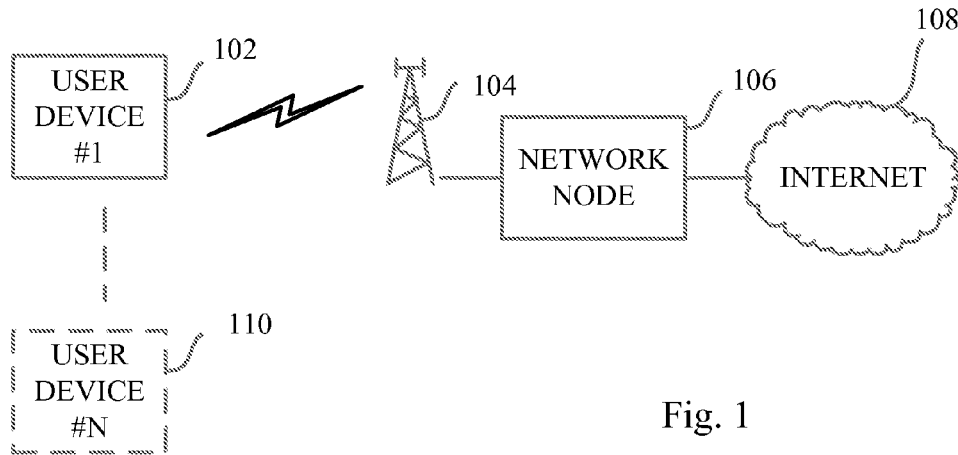 108
102
USER
DEVICE
#1
104
106
NETWORK
NODE
INTERNET
110
USER
DEVICE
#N
Fig. 1